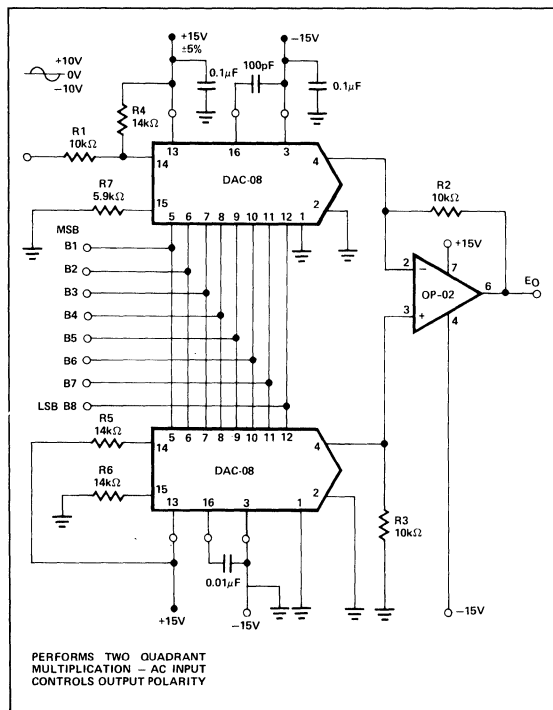 +15V
±5%
-15V
+10V
0V
-10V
0.1µF
100pF
0.1µF
R4
14kΩ
R1
10kΩ
13
16
3
14
4
DAC-08
R2
10kΩ
R7
5.9kΩ
15
2
5 6 7 8 9 10 11 12 1
MSB
B1
B2
B3
B4
B5
B6
B7
LSB B8
+15V
2
-
7
OP-02
6
EO
3
+
4
R5
14kΩ
5 6 7 8 9 10 11 12
14
4
DAC-08
R6
14kΩ
15
2
13
16
3
1
R3
10kΩ
0.01µF
+15V
-15V
-15V
PERFORMS TWO QUADRANT
MULTIPLICATION – AC INPUT
CONTROLS OUTPUT POLARITY